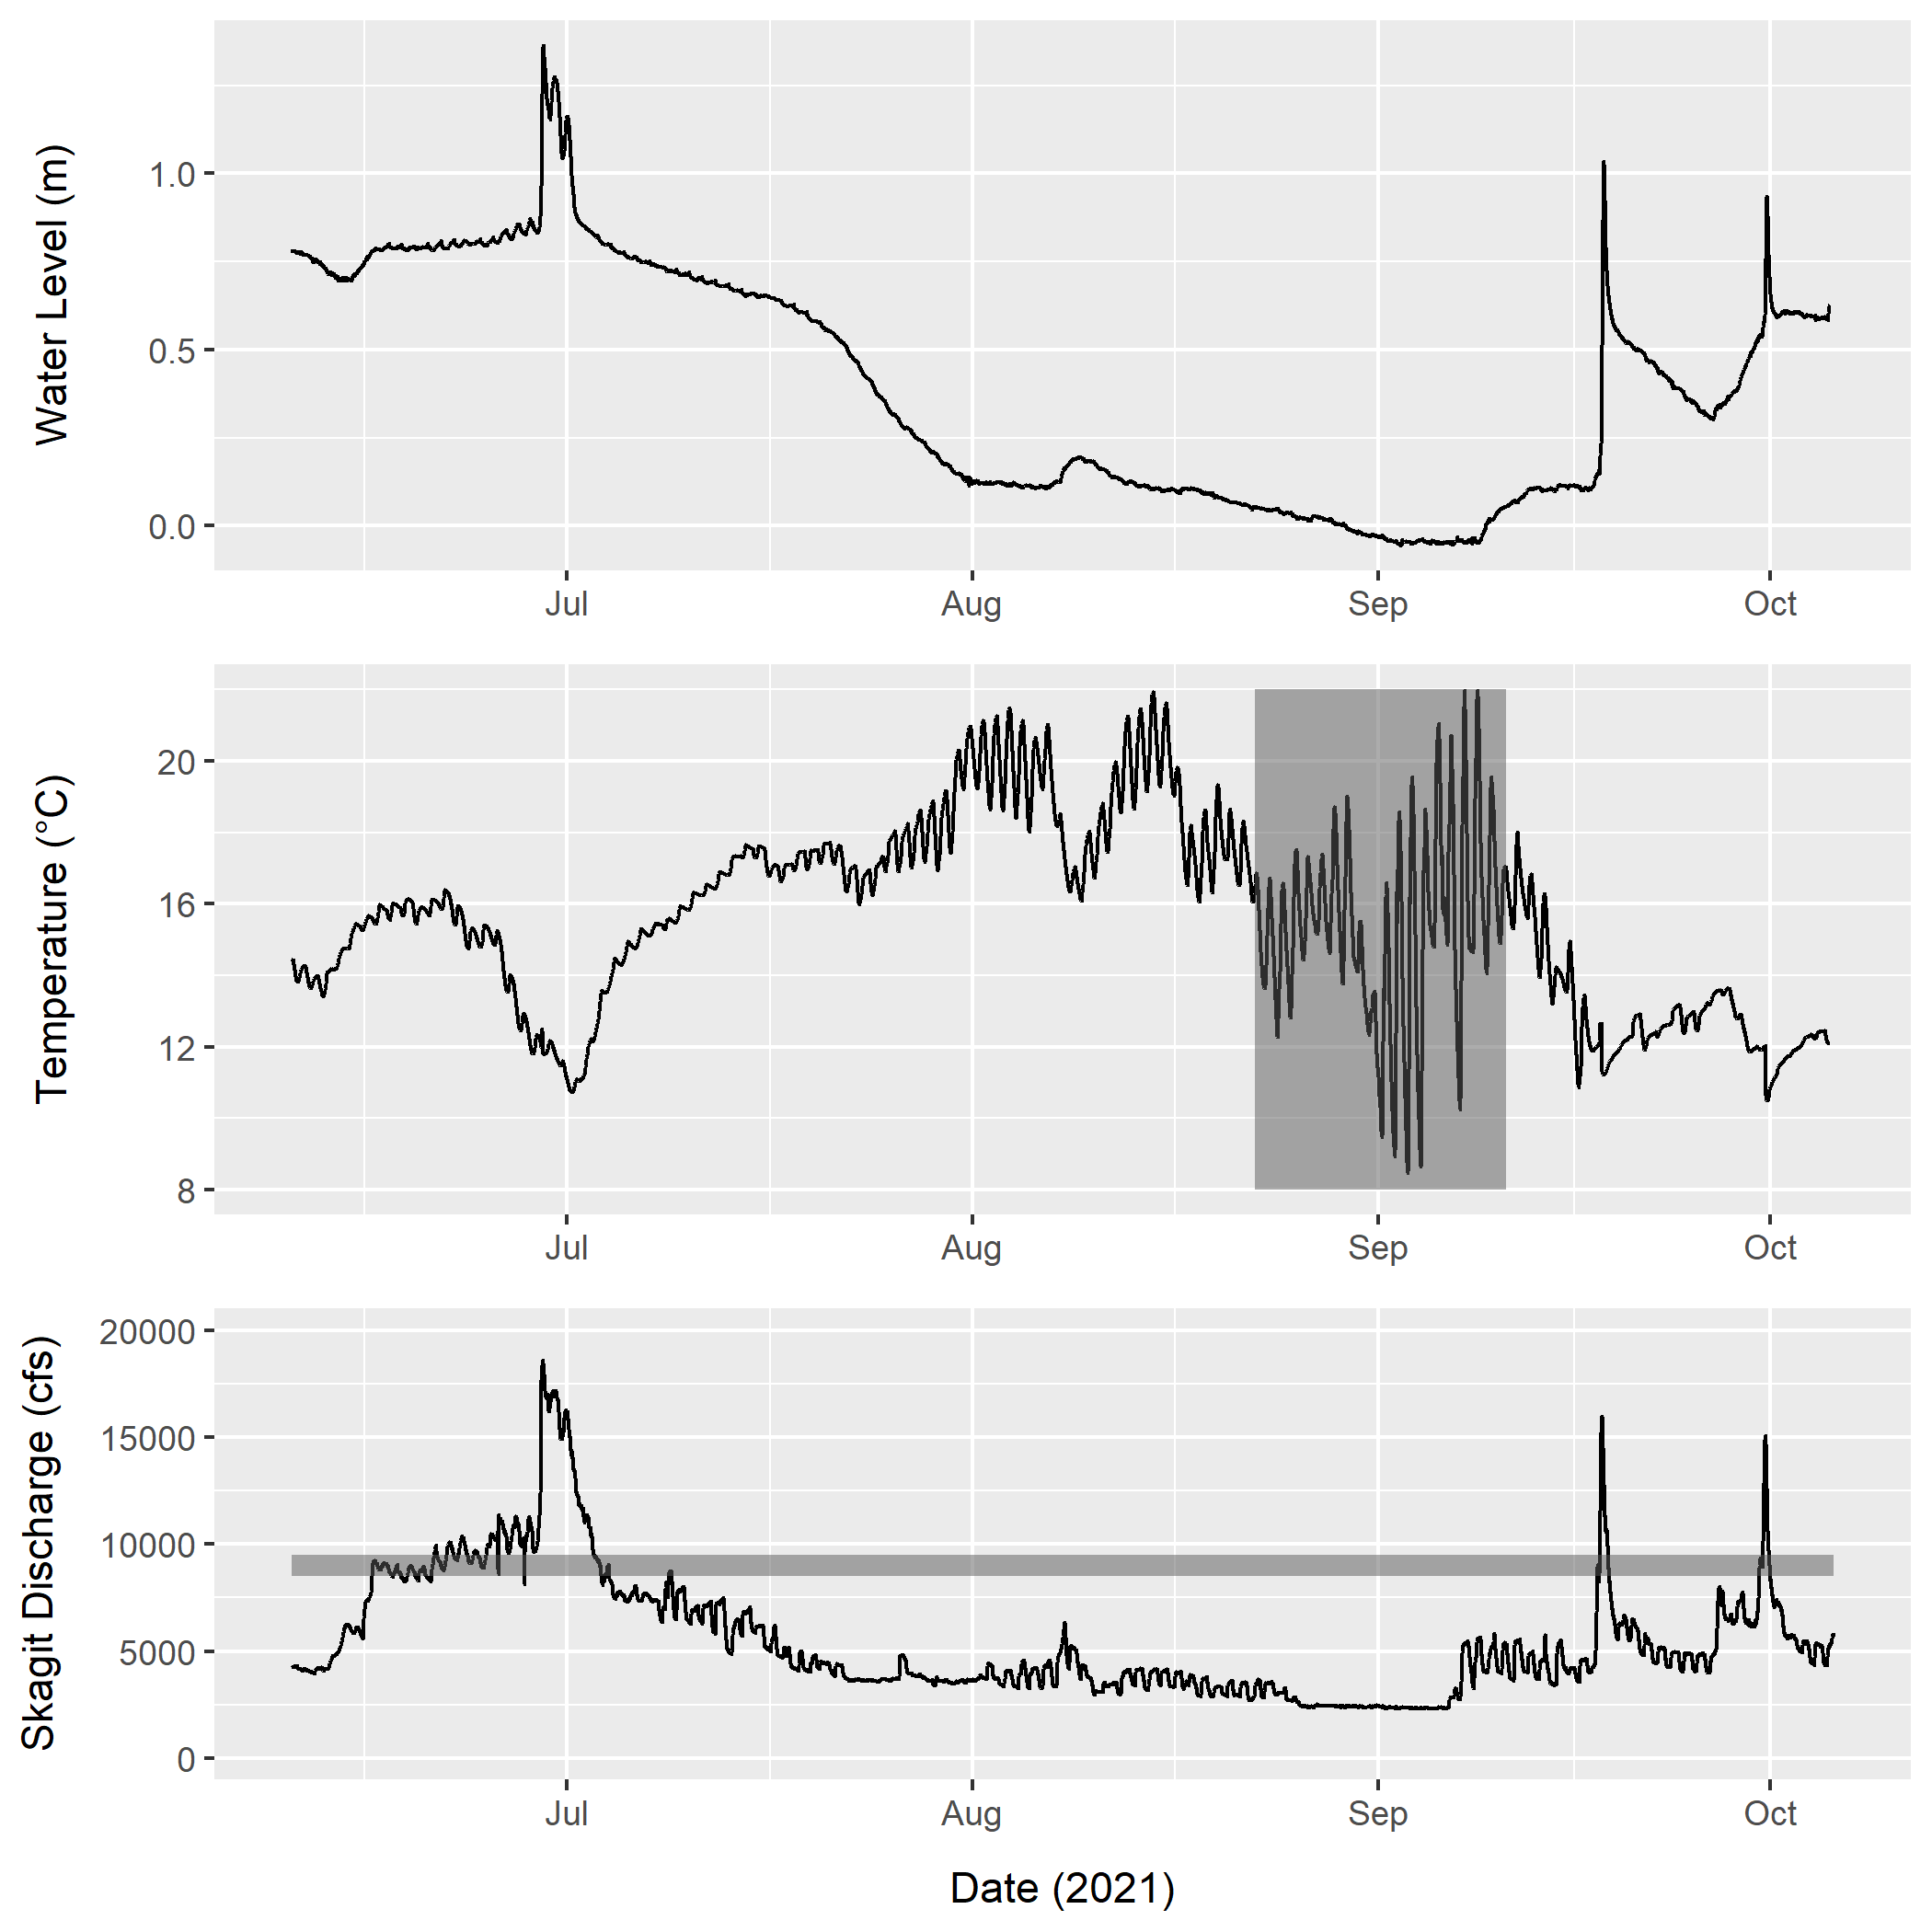 Water Level (m)
1.0
0.5
0.0
Jul Aug Sep Oct
Temperature (°C)
20
16
12
8
Jul Aug Sep Oct
Skagit Discharge (cfs)
20000
15000
10000
5000
0
Jul Aug Sep Oct
Date (2021)